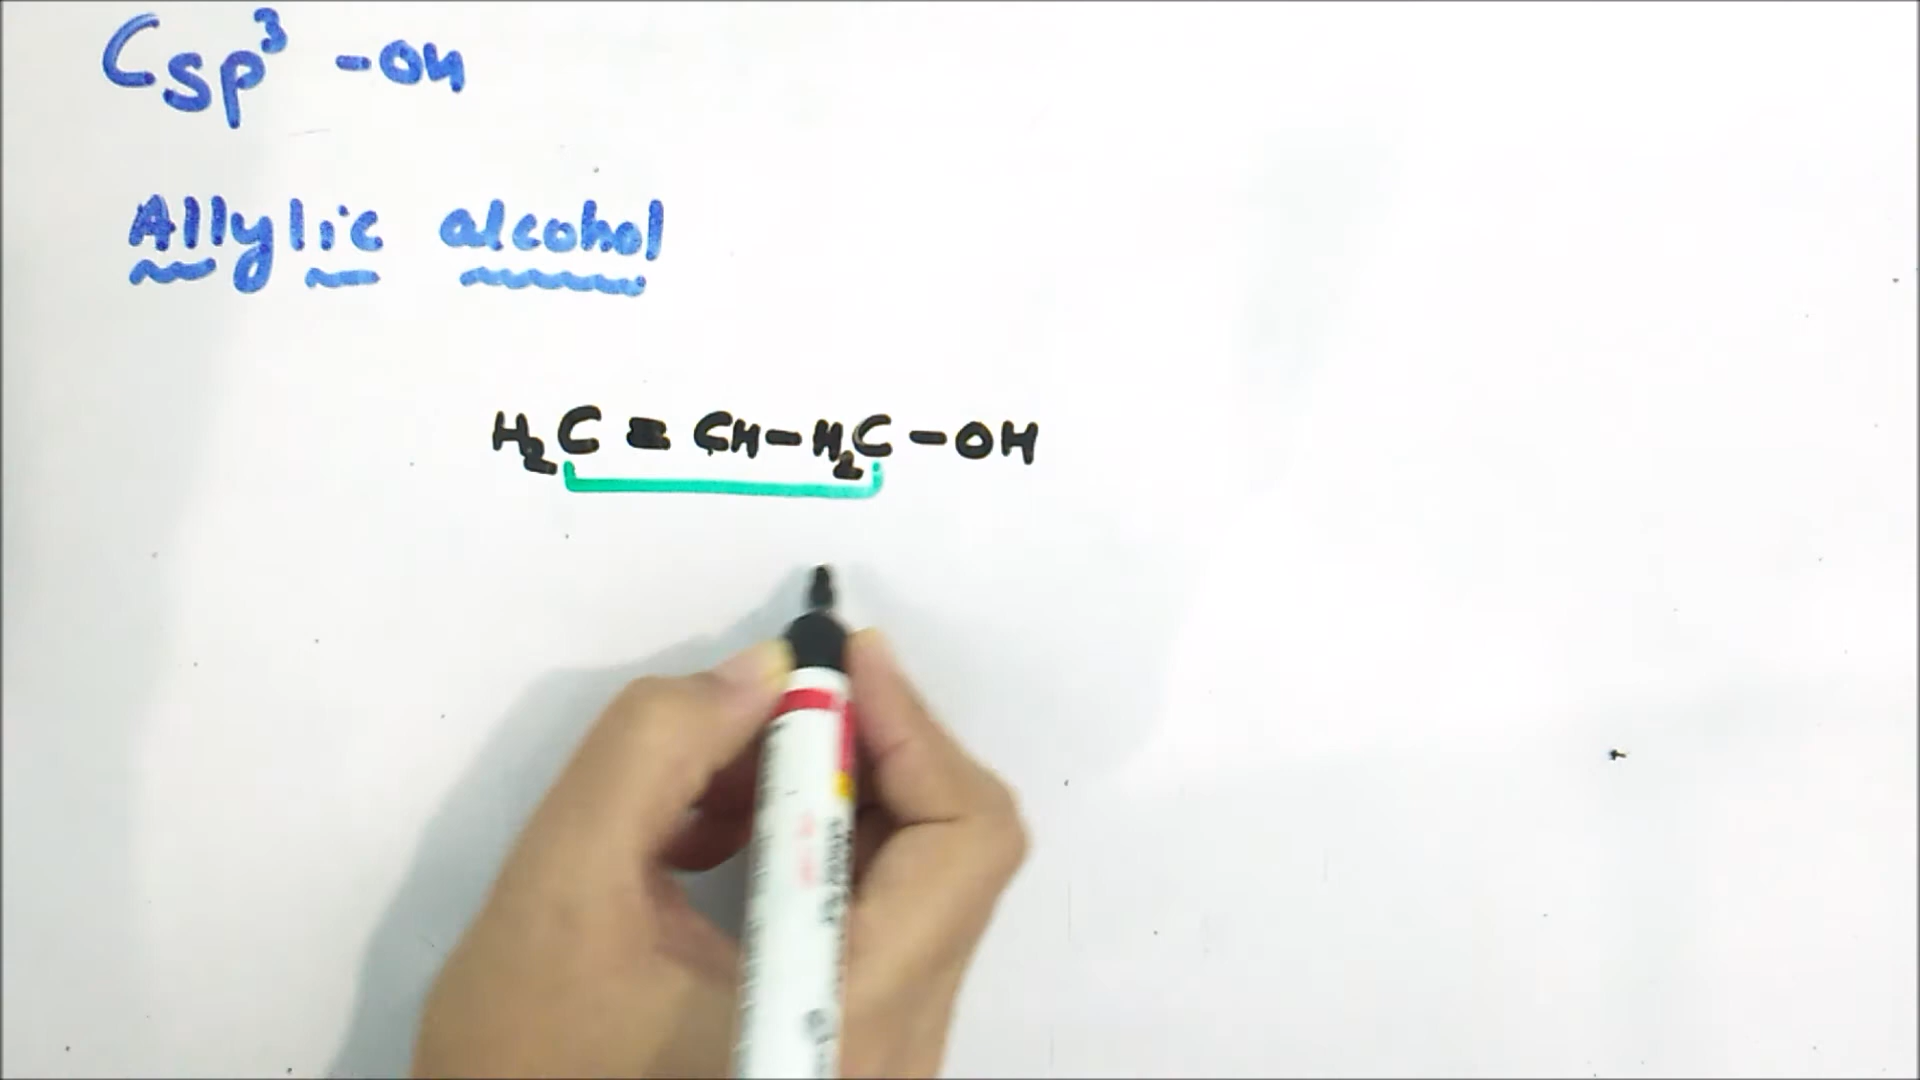 Csp³ -OH
Allylic alcohol
H₂C = CH-H₂C-OH